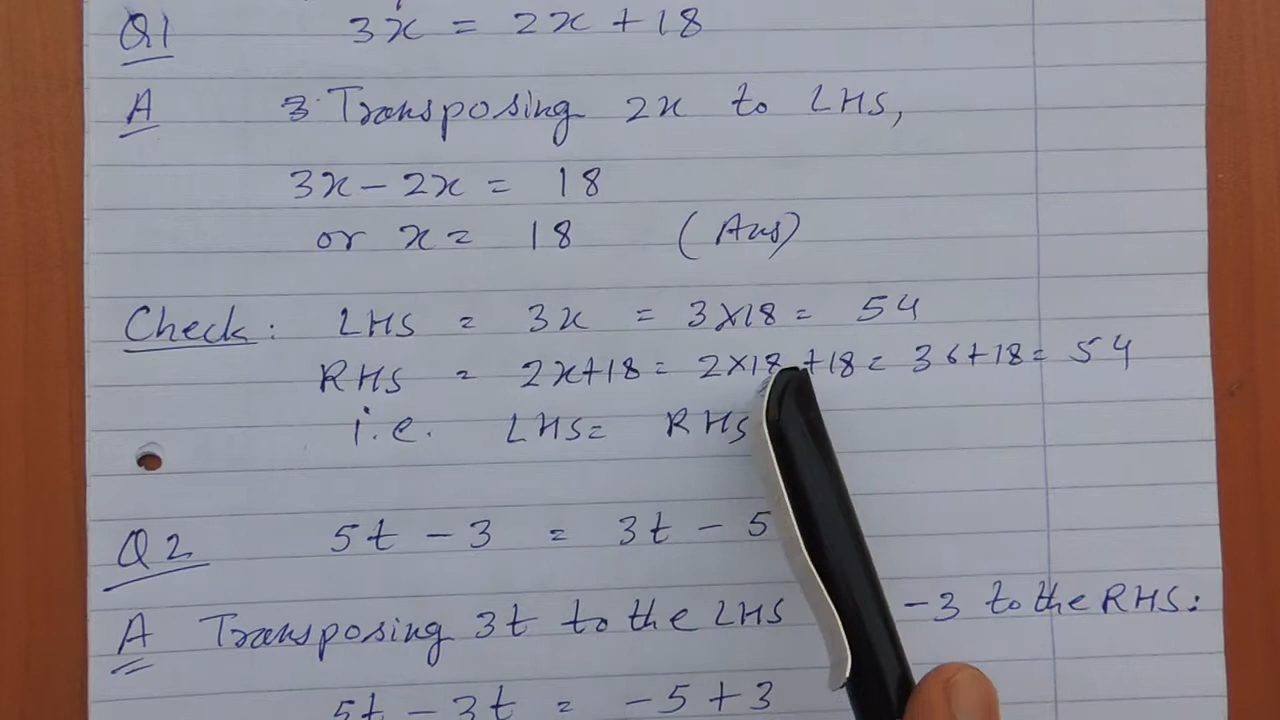 Q1 3x = 2x + 18
A Transposing 2x to LHS,
3x - 2x = 18
or x = 18 (Ans)
Check: LHS = 3x = 3×18 = 54
RHS = 2x+18 = 2×18+18 = 36+18 = 54
i.e. LHS = RHS
Q2 5t - 3 = 3t - 5
A Transposing 3t to the LHS -3 to the RHS:
5t - 3t = -5+3